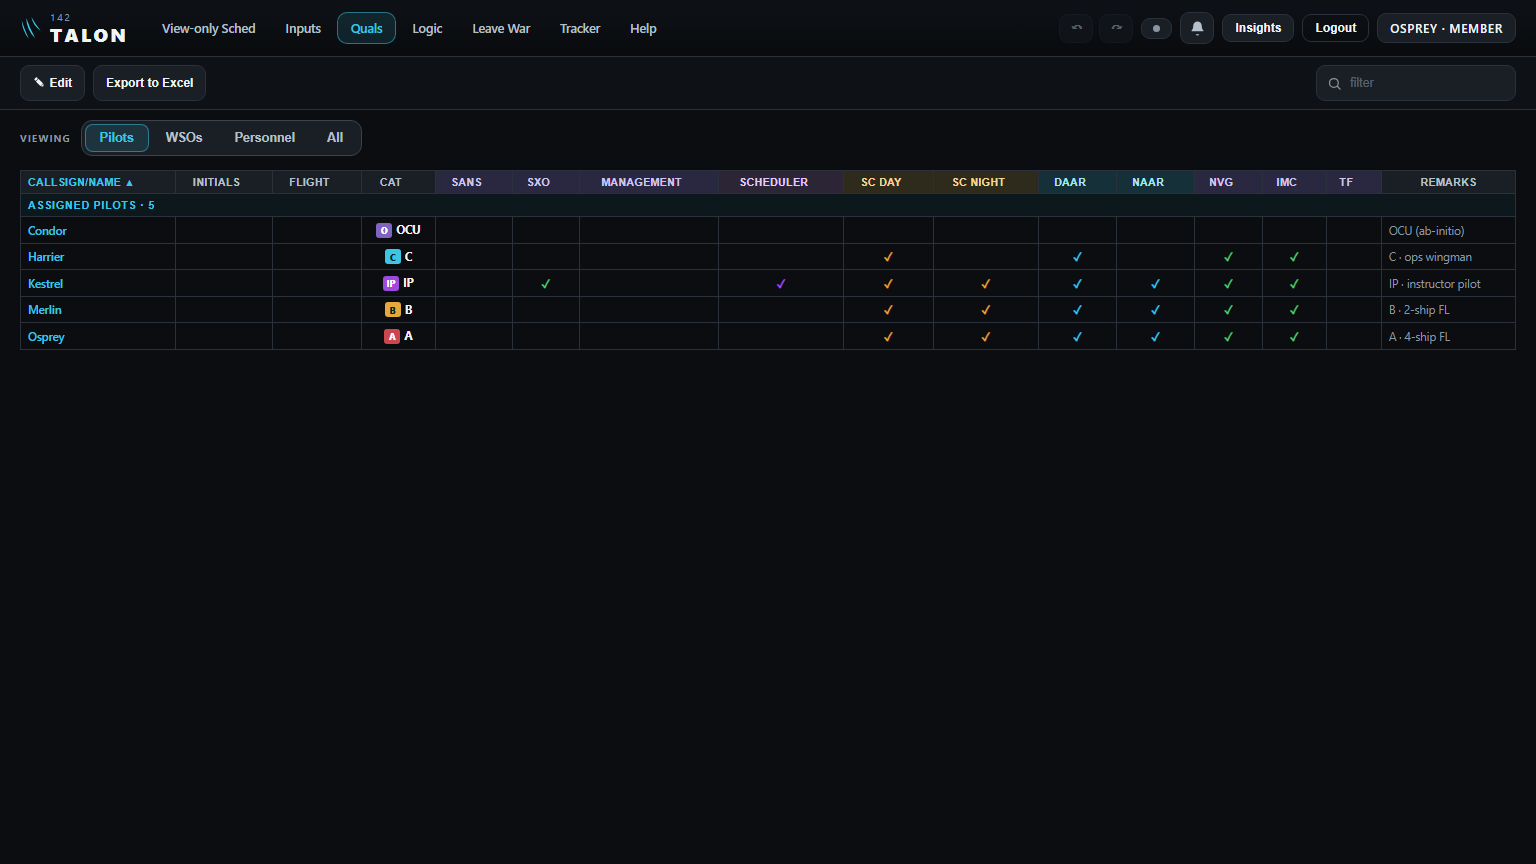 142
TALON
View-only Sched Inputs Quals Logic Leave War Tracker Help
Insights Logout OSPREY · MEMBER
✎ Edit Export to Excel filter
VIEWING Pilots WSOs Personnel All
CALLSIGN/NAME ▲ INITIALS FLIGHT CAT SANS SXO MANAGEMENT SCHEDULER SC DAY SC NIGHT DAAR NAAR NVG IMC TF REMARKS
ASSIGNED PILOTS · 5
Condor O OCU OCU (ab-initio)
Harrier C C ✓ ✓ ✓ ✓ C · ops wingman
Kestrel IP IP ✓ ✓ ✓ ✓ ✓ ✓ ✓ ✓ IP · instructor pilot
Merlin B B ✓ ✓ ✓ ✓ ✓ ✓ B · 2-ship FL
Osprey A A ✓ ✓ ✓ ✓ ✓ ✓ A · 4-ship FL